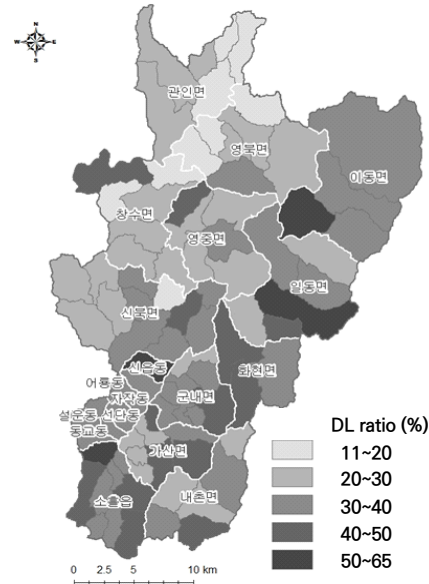 N
W E
S
관인면
영북면
이동면
창수면
영중면
일동면
신북면
신읍동
화현면
어룡동
자작동
군내면
설운동 선단동
동교동
가산면
소흘읍
내촌면
DL ratio (%)
11~20
20~30
30~40
40~50
50~65
0 2.5 5 10 km